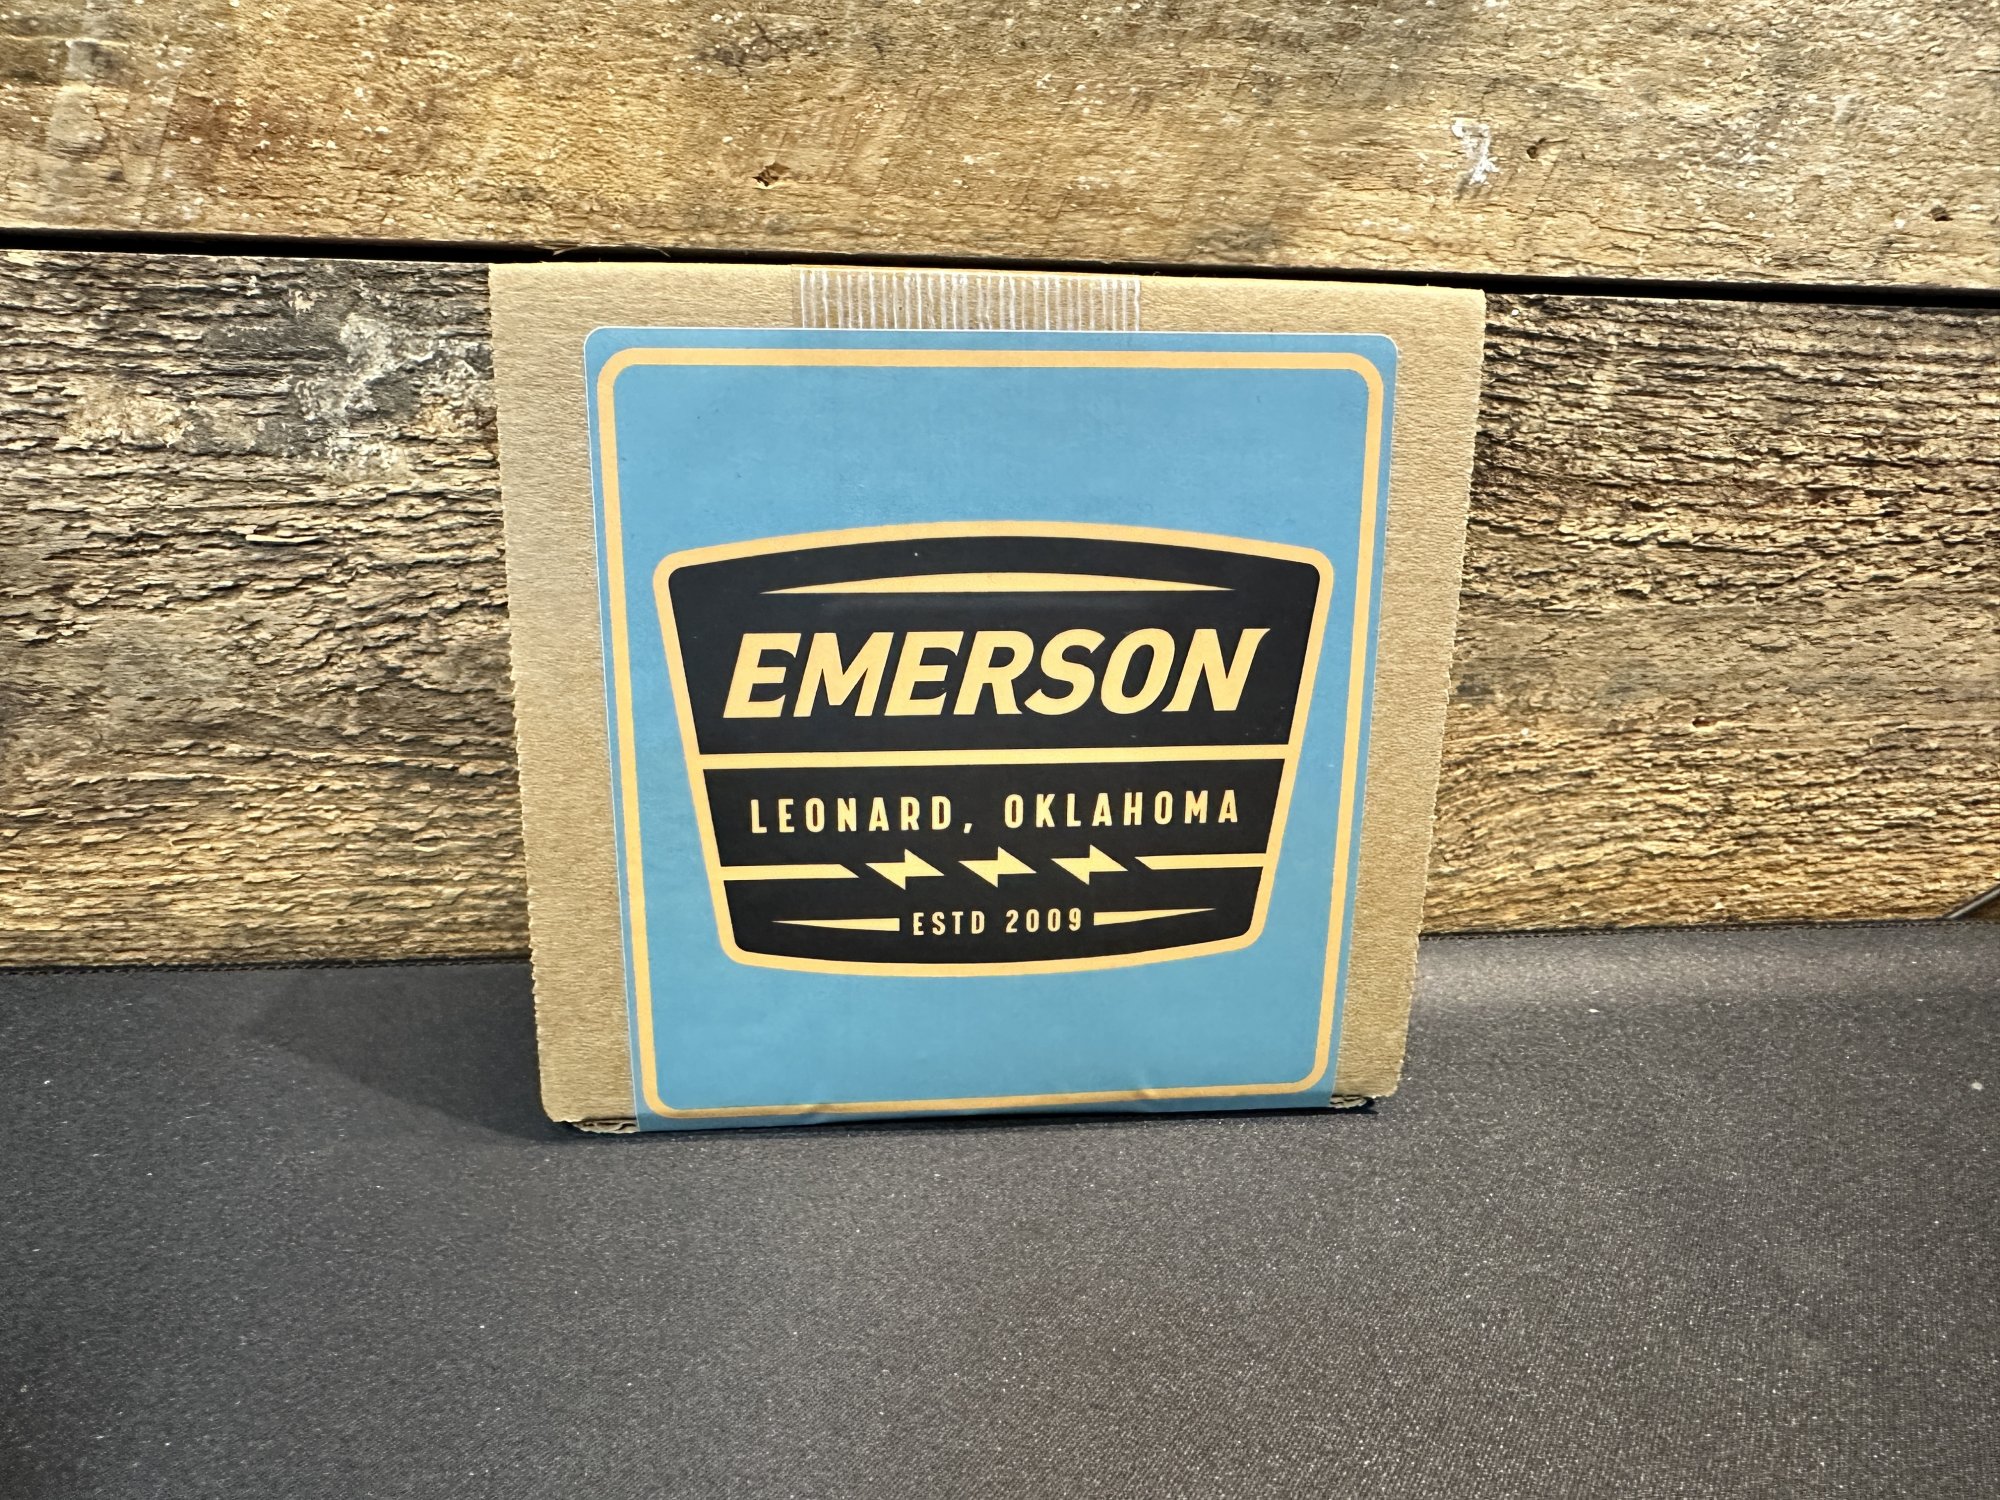 EMERSON
LEONARD, OKLAHOMA
ESTD 2009